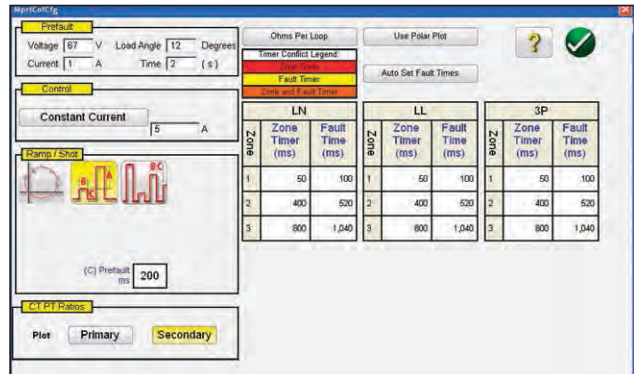 MprtCofCfg
Prefault
Voltage 67 V Load Angle 12 Degrees
Current 1 A Time 2 ( s )
Control
Constant Current
5 A
Ramp / Shot
B C A
B C
(C) Prefault ms 200
CT PT Ratios
Plot Primary Secondary
Ohms Per Loop
Use Polar Plot
?
Timer Conflict Legend:
Zone Timer
Fault Timer
Zone and Fault Timer
Auto Set Fault Times
LN
Zone Zone Timer (ms) Fault Time (ms)
1 50 100
2 400 520
3 800 1,040
LL
Zone Zone Timer (ms) Fault Time (ms)
1 50 100
2 400 520
3 800 1,040
3P
Zone Zone Timer (ms) Fault Time (ms)
1 50 100
2 400 520
3 800 1,040